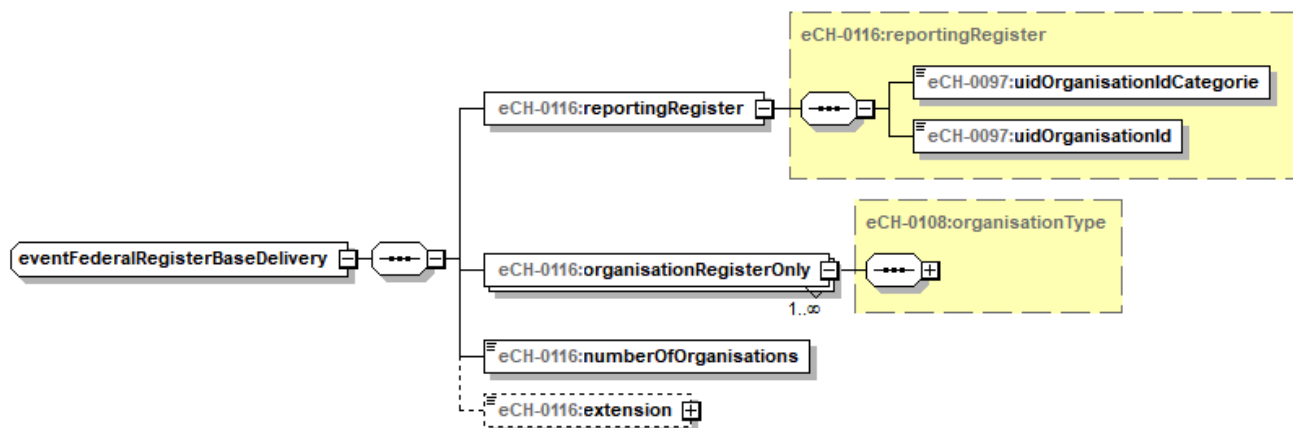 eCH-0116:reportingRegister
eCH-0097:uidOrganisationIdCategorie
eCH-0116:reportingRegister
eCH-0097:uidOrganisationId
eCH-0108:organisationType
eventFederalRegisterBaseDelivery
eCH-0116:organisationRegisterOnly
1..∞
eCH-0116:numberOfOrganisations
eCH-0116:extension